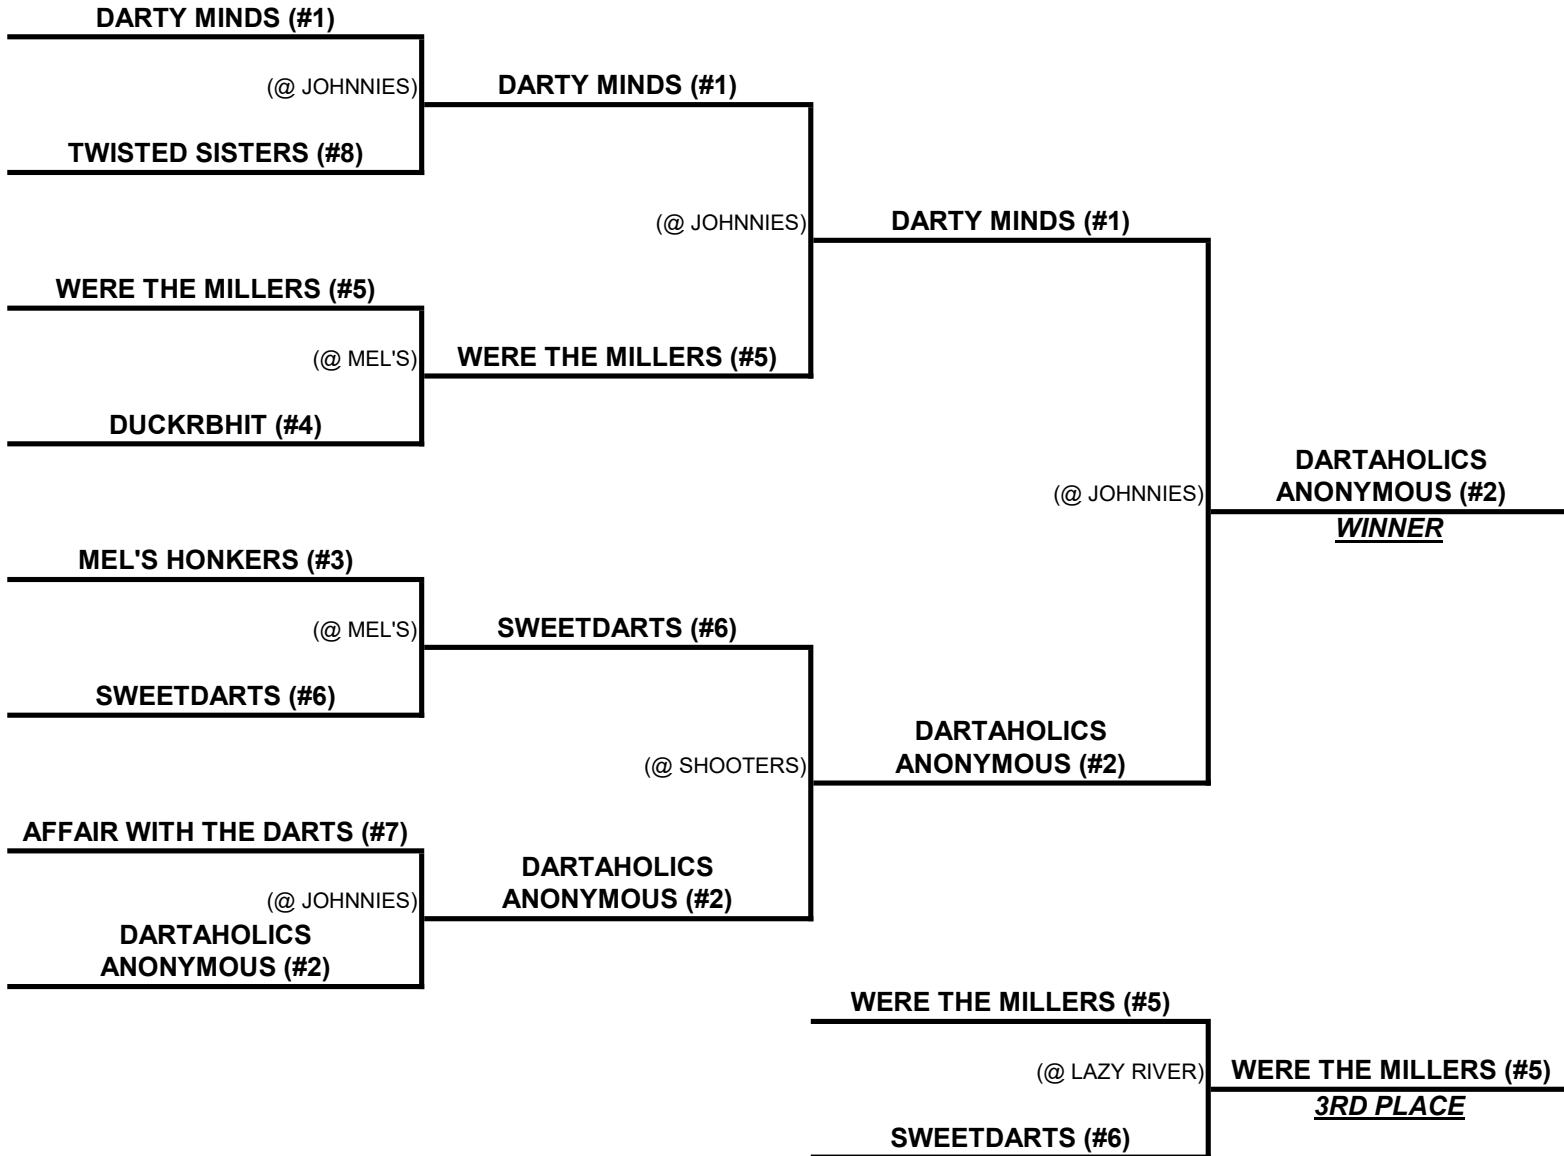 DARTY MINDS (#1)
(@ JOHNNIES)
DARTY MINDS (#1)
TWISTED SISTERS (#8)
(@ JOHNNIES)
DARTY MINDS (#1)
WERE THE MILLERS (#5)
(@ MEL'S)
WERE THE MILLERS (#5)
DUCKRBHIT (#4)
DARTAHOLICS
ANONYMOUS (#2)
(@ JOHNNIES)
WINNER
MEL'S HONKERS (#3)
(@ MEL'S)
SWEETDARTS (#6)
SWEETDARTS (#6)
DARTAHOLICS
ANONYMOUS (#2)
(@ SHOOTERS)
AFFAIR WITH THE DARTS (#7)
DARTAHOLICS
ANONYMOUS (#2)
(@ JOHNNIES)
DARTAHOLICS
ANONYMOUS (#2)
WERE THE MILLERS (#5)
(@ LAZY RIVER)
WERE THE MILLERS (#5)
3RD PLACE
SWEETDARTS (#6)